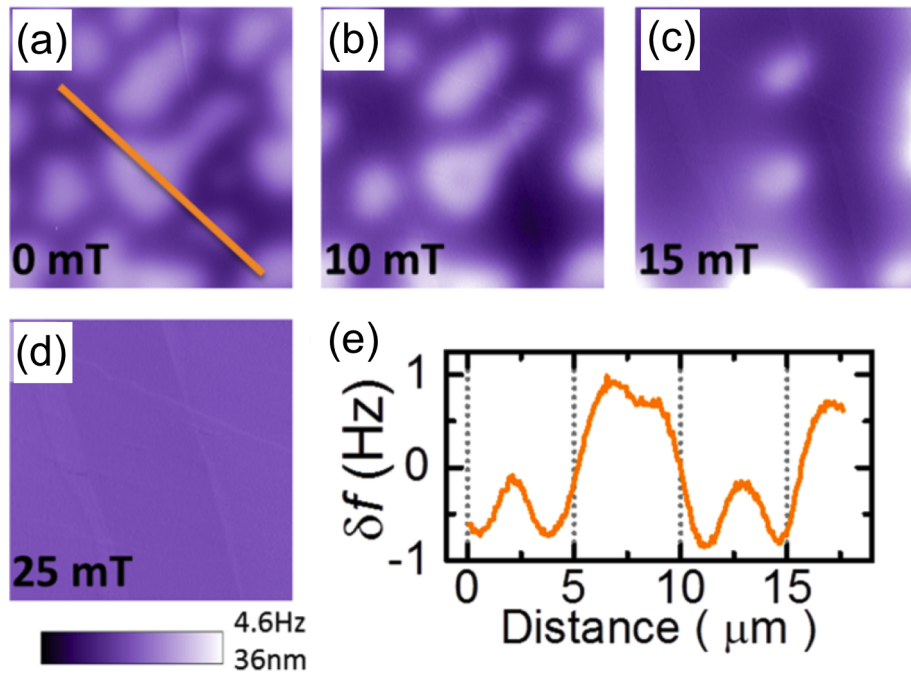 (a)
(b)
(c)
0 mT
10 mT
15 mT
(d)
(e)
25 mT
4.6Hz
36nm
δf (Hz)
1
0
-1
0 5 10 15
Distance ( μm )